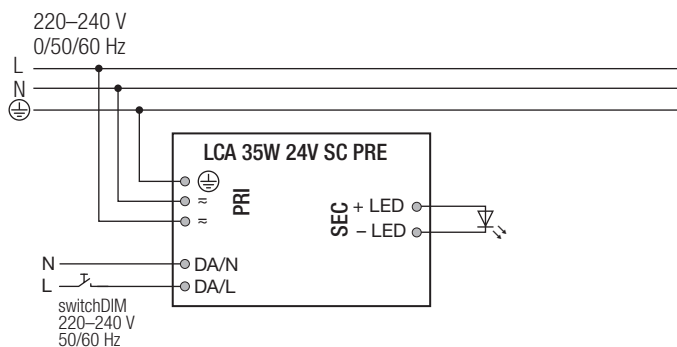 220–240 V
0/50/60 Hz
L
N
LCA 35W 24V SC PRE
PRI
≂
≂
SEC
+ LED
– LED
N
DA/N
L
DA/L
switchDIM
220–240 V
50/60 Hz